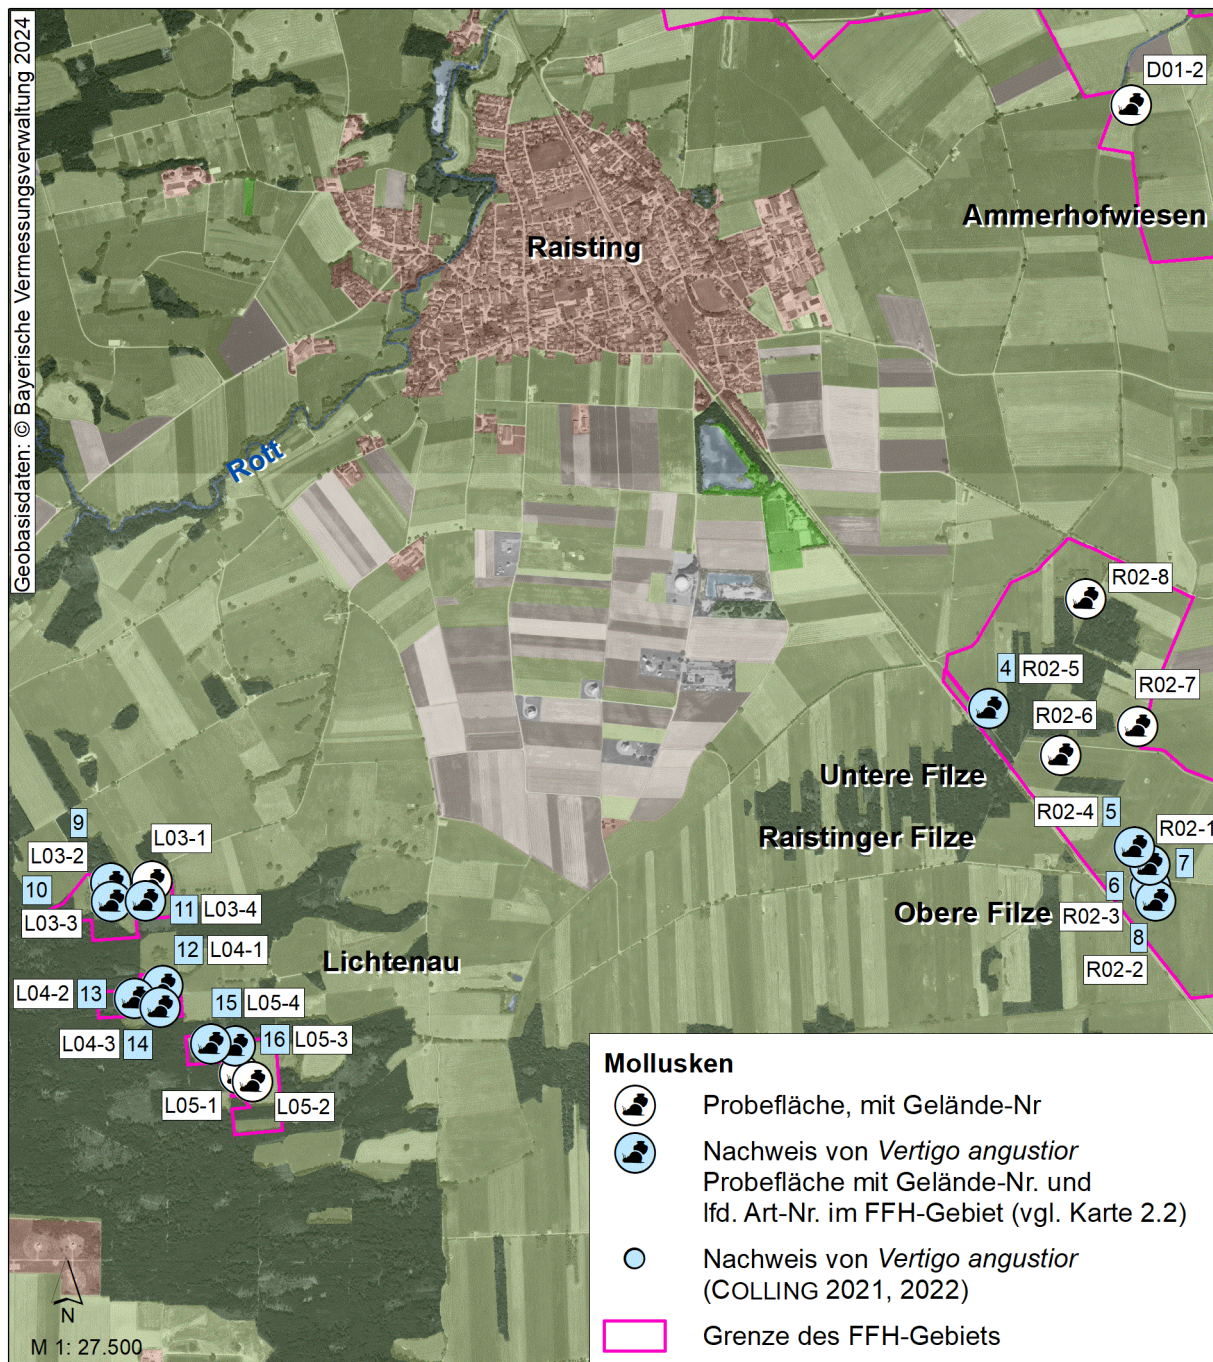 Geobasisdaten: © Bayerische Vermessungsverwaltung 2024
D01-2
Ammerhofwiesen
Raisting
Rott
R02-8
4 R02-5
R02-7
R02-6
Untere Filze
R02-4 5
R02-1
Raistinger Filze
7
6
Obere Filze
R02-3
8
R02-2
9
L03-1
L03-2
10
11 L03-4
L03-3
12 L04-1
Lichtenau
L04-2 13
15 L05-4
L04-3 14
16 L05-3
L05-1
L05-2
Mollusken
Probefläche, mit Gelände-Nr
Nachweis von Vertigo angustior
Probefläche mit Gelände-Nr. und
lfd. Art-Nr. im FFH-Gebiet (vgl. Karte 2.2)
Nachweis von Vertigo angustior
(COLLING 2021, 2022)
Grenze des FFH-Gebiets
N
M 1: 27.500